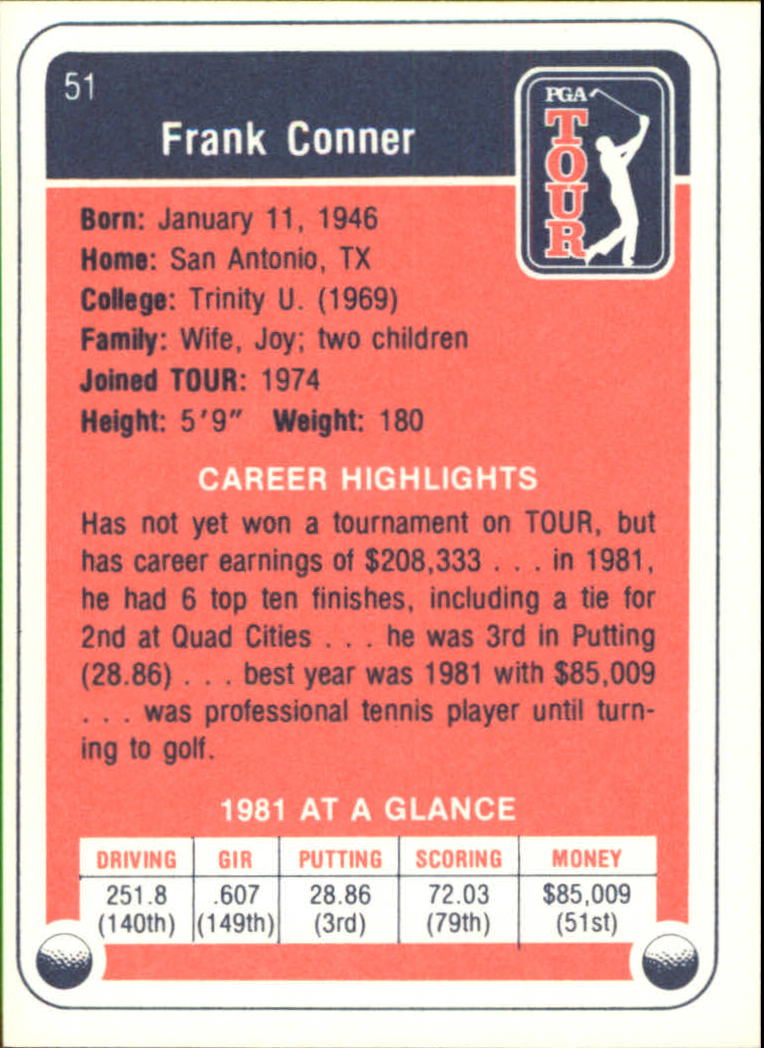 51
Frank Conner
PGA
TOUR
Born: January 11, 1946
Home: San Antonio, TX
College: Trinity U. (1969)
Family: Wife, Joy; two children
Joined TOUR: 1974
Height: 5'9" Weight: 180
CAREER HIGHLIGHTS
Has not yet won a tournament on TOUR, but
has career earnings of $208,333 . . . in 1981,
he had 6 top ten finishes, including a tie for
2nd at Quad Cities . . . he was 3rd in Putting
(28.86) . . . best year was 1981 with $85,009
. . . was professional tennis player until turn-
ing to golf.
1981 AT A GLANCE
DRIVING GIR PUTTING SCORING MONEY
251.8 .607 28.86 72.03 $85,009
(140th) (149th) (3rd) (79th) (51st)